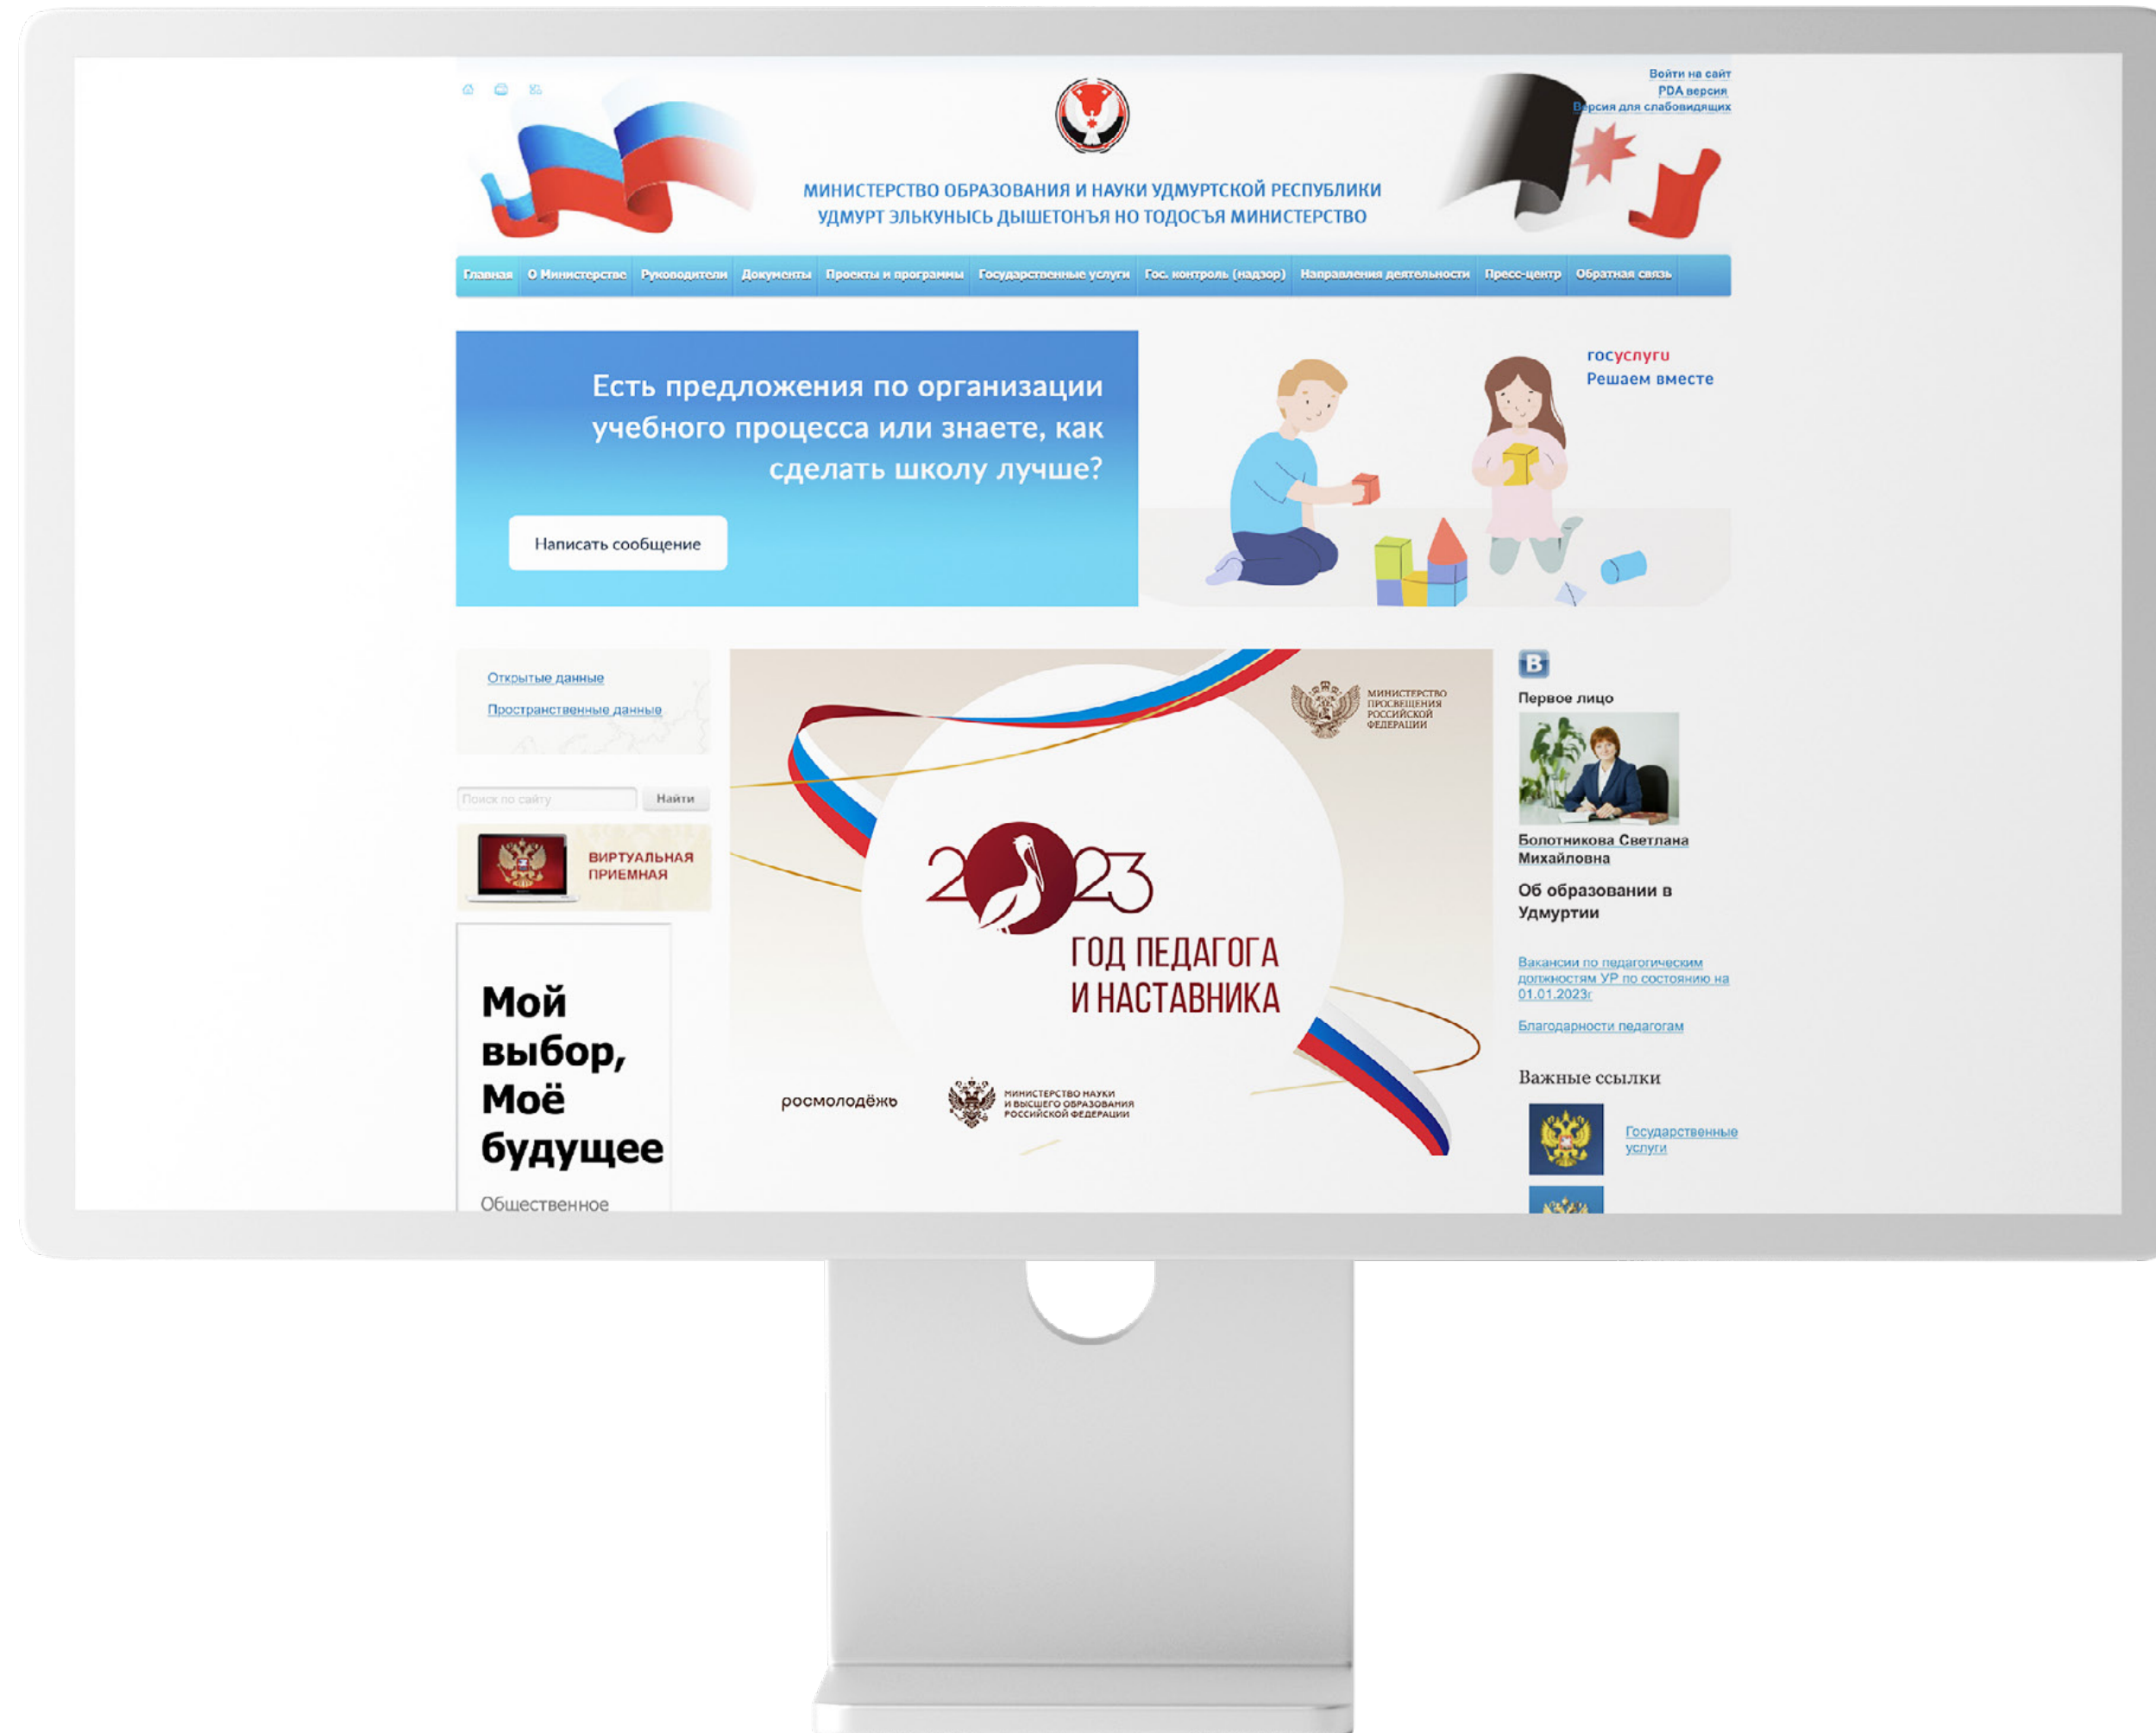 Войти на сайт
PDA версия
Версия для слабовидящих
МИНИСТЕРСТВО ОБРАЗОВАНИЯ И НАУКИ УДМУРТСКОЙ РЕСПУБЛИКИ
УДМУРТ ЭЛЬКУНЫСЬ ДЫШЕТОНЪЯ НО ТОДОСЪЯ МИНИСТЕРСТВО
Главная О Министерстве Руководители Документы Проекты и программы Государственные услуги Гос. контроль (надзор) Направления деятельности Пресс-центр Обратная связь
Есть предложения по организации
учебного процесса или знаете, как
сделать школу лучше?
Написать сообщение
госуслуги
Решаем вместе
Открытые данные
Пространственные данные
Поиск по сайту Найти
ВИРТУАЛЬНАЯ
ПРИЕМНАЯ
Мой
выбор,
Моё
будущее
Общественное
МИНИСТЕРСТВО
ПРОСВЕЩЕНИЯ
РОССИЙСКОЙ
ФЕДЕРАЦИИ
2023
ГОД ПЕДАГОГА
И НАСТАВНИКА
росмолодёжь
МИНИСТЕРСТВО НАУКИ
И ВЫСШЕГО ОБРАЗОВАНИЯ
РОССИЙСКОЙ ФЕДЕРАЦИИ
В
Первое лицо
Болотникова Светлана
Михайловна
Об образовании в
Удмуртии
Вакансии по педагогическим
должностям УР по состоянию на
01.01.2023г
Благодарности педагогам
Важные ссылки
Государственные
услуги